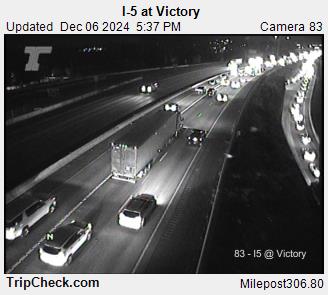 I-5 at Victory
Updated  Dec 06 2024  5:37 PM
Camera 83
T
N
83 - I5 @ Victory
TripCheck.com
Milepost306.80